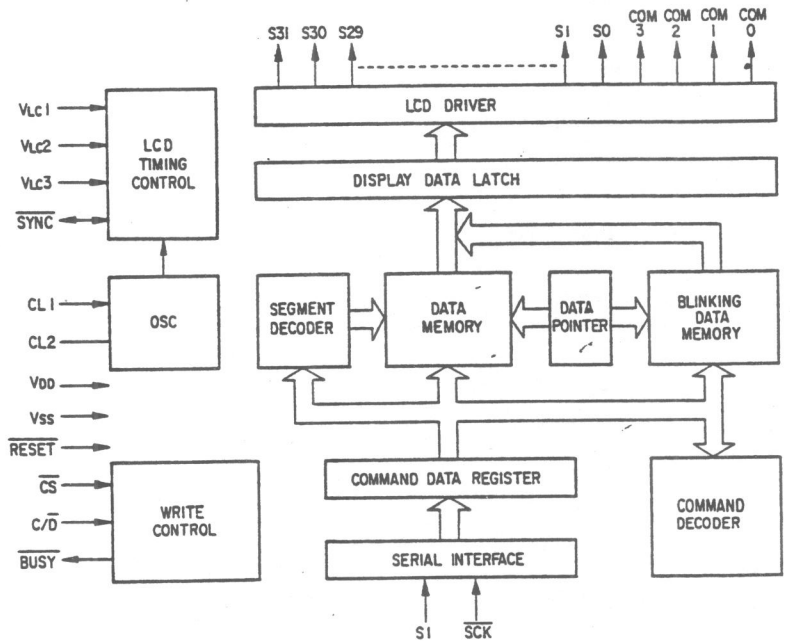 S31 S30 S29 S1 S0 COM 3 COM 2 COM 1 COM 0
LCD DRIVER
VLC1
VLC2
VLC3
SYNC
LCD
TIMING
CONTROL
DISPLAY DATA LATCH
CL1
CL2
OSC
SEGMENT
DECODER
DATA
MEMORY
DATA
POINTER
BLINKING
DATA
MEMORY
VDD
VSS
RESET
CS
C/D
BUSY
WRITE
CONTROL
COMMAND DATA REGISTER
COMMAND
DECODER
SERIAL INTERFACE
SI SCK